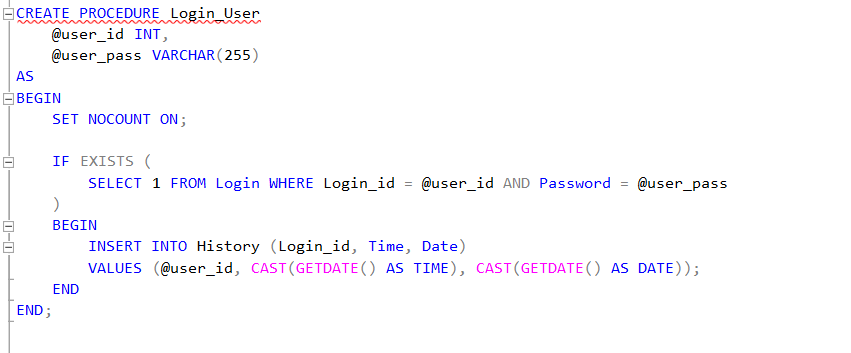 CREATE PROCEDURE Login_User
    @user_id INT,
    @user_pass VARCHAR(255)
AS
BEGIN
    SET NOCOUNT ON;

    IF EXISTS (
        SELECT 1 FROM Login WHERE Login_id = @user_id AND Password = @user_pass
    )
    BEGIN
        INSERT INTO History (Login_id, Time, Date)
        VALUES (@user_id, CAST(GETDATE() AS TIME), CAST(GETDATE() AS DATE));
    END
END;